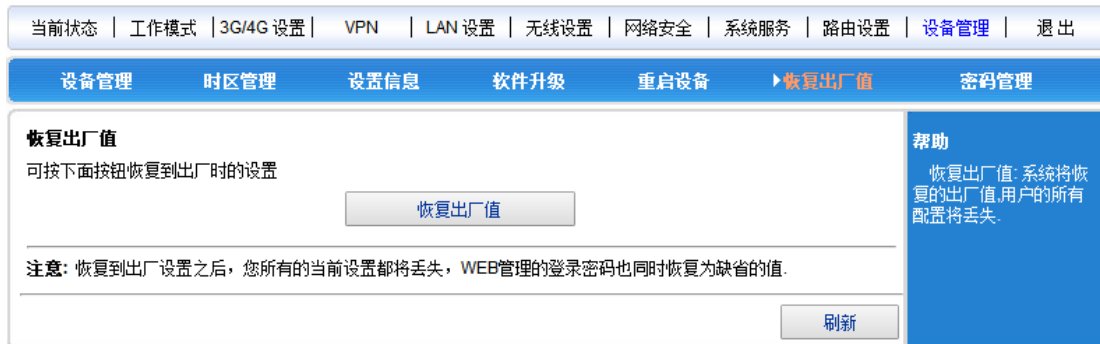 当前状态 | 工作模式 | 3G/4G 设置 | VPN | LAN 设置 | 无线设置 | 网络安全 | 系统服务 | 路由设置 | 设备管理 | 退 出
设备管理 时区管理 设置信息 软件升级 重启设备 恢复出厂值 密码管理
恢复出厂值
可按下面按钮恢复到出厂时的设置
恢复出厂值
注意: 恢复到出厂设置之后，您所有的当前设置都将丢失，WEB管理的登录密码也同时恢复为缺省的值.
刷新
帮助
恢复出厂值: 系统将恢
复的出厂值,用户的所有
配置将丢失.